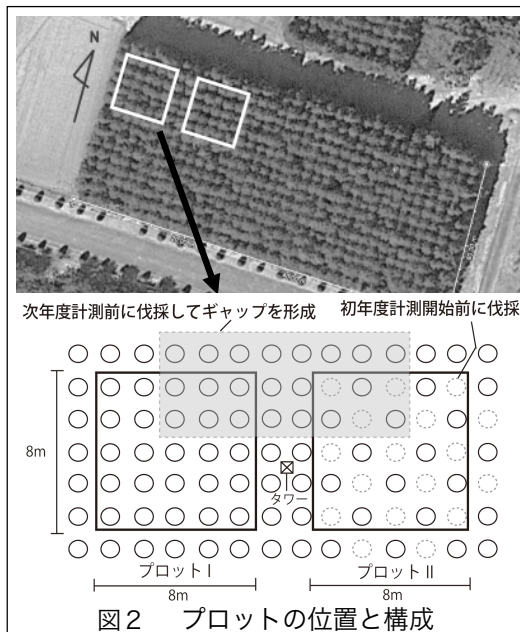 次年度計測前に伐採してギャップを形成
初年度計測開始前に伐採
8m
タワー
プロットⅠ
プロットⅡ
8m
8m
図2 プロットの位置と構成